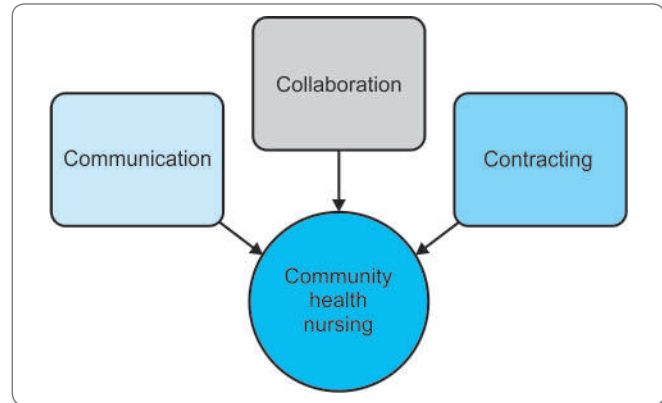 Collaboration
Communication
Contracting
Community
health
nursing